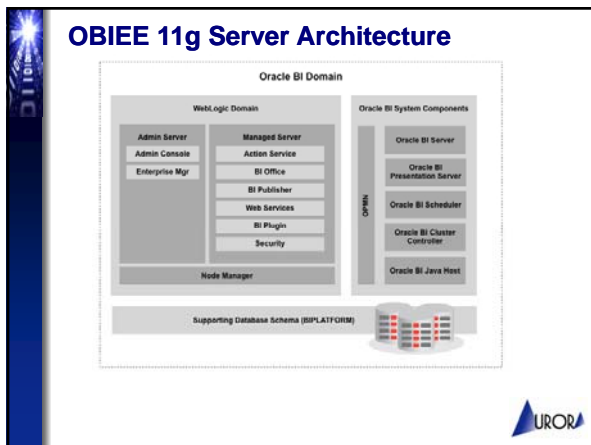 OBIEE 11g Server Architecture
Oracle BI Domain
WebLogic Domain
Admin Server
Admin Console
Enterprise Mgr
Managed Server
Action Service
BI Office
BI Publisher
Web Services
BI Plugin
Security
Node Manager
Oracle BI System Components
OPMN
Oracle BI Server
Oracle BI
Presentation Server
Oracle BI Scheduler
Oracle BI Cluster
Controller
Oracle BI Java Host
Supporting Database Schema (BIPLATFORM)
AURORA